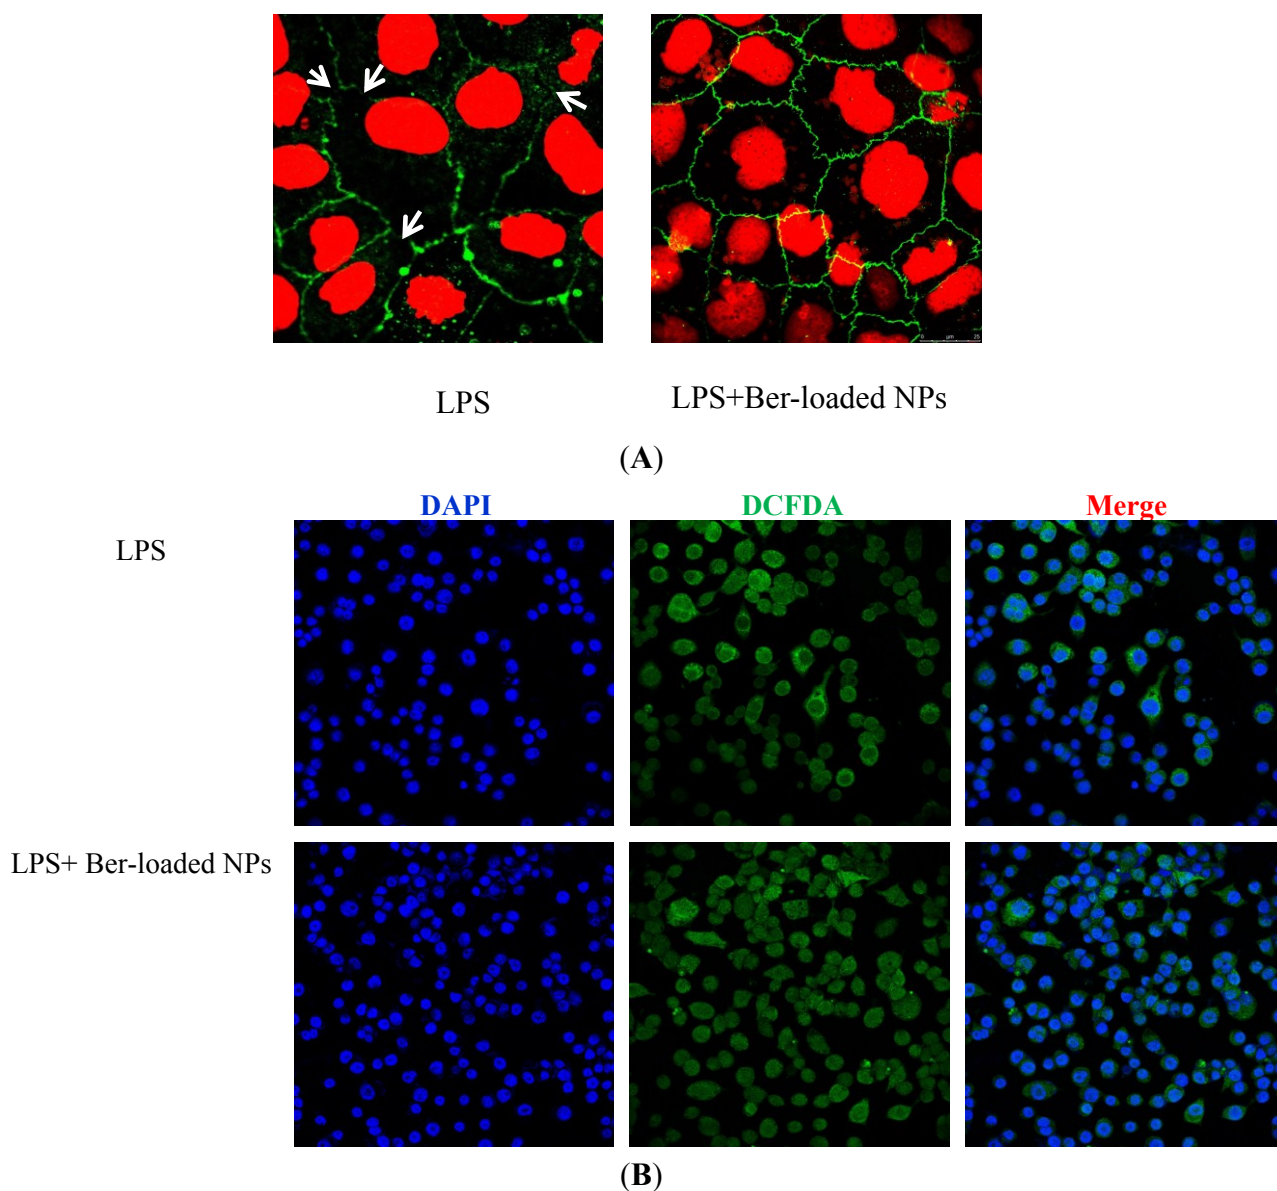 LPS
LPS+Ber-loaded NPs
(A)
DAPI
DCFDA
Merge
LPS
LPS+ Ber-loaded NPs
(B)